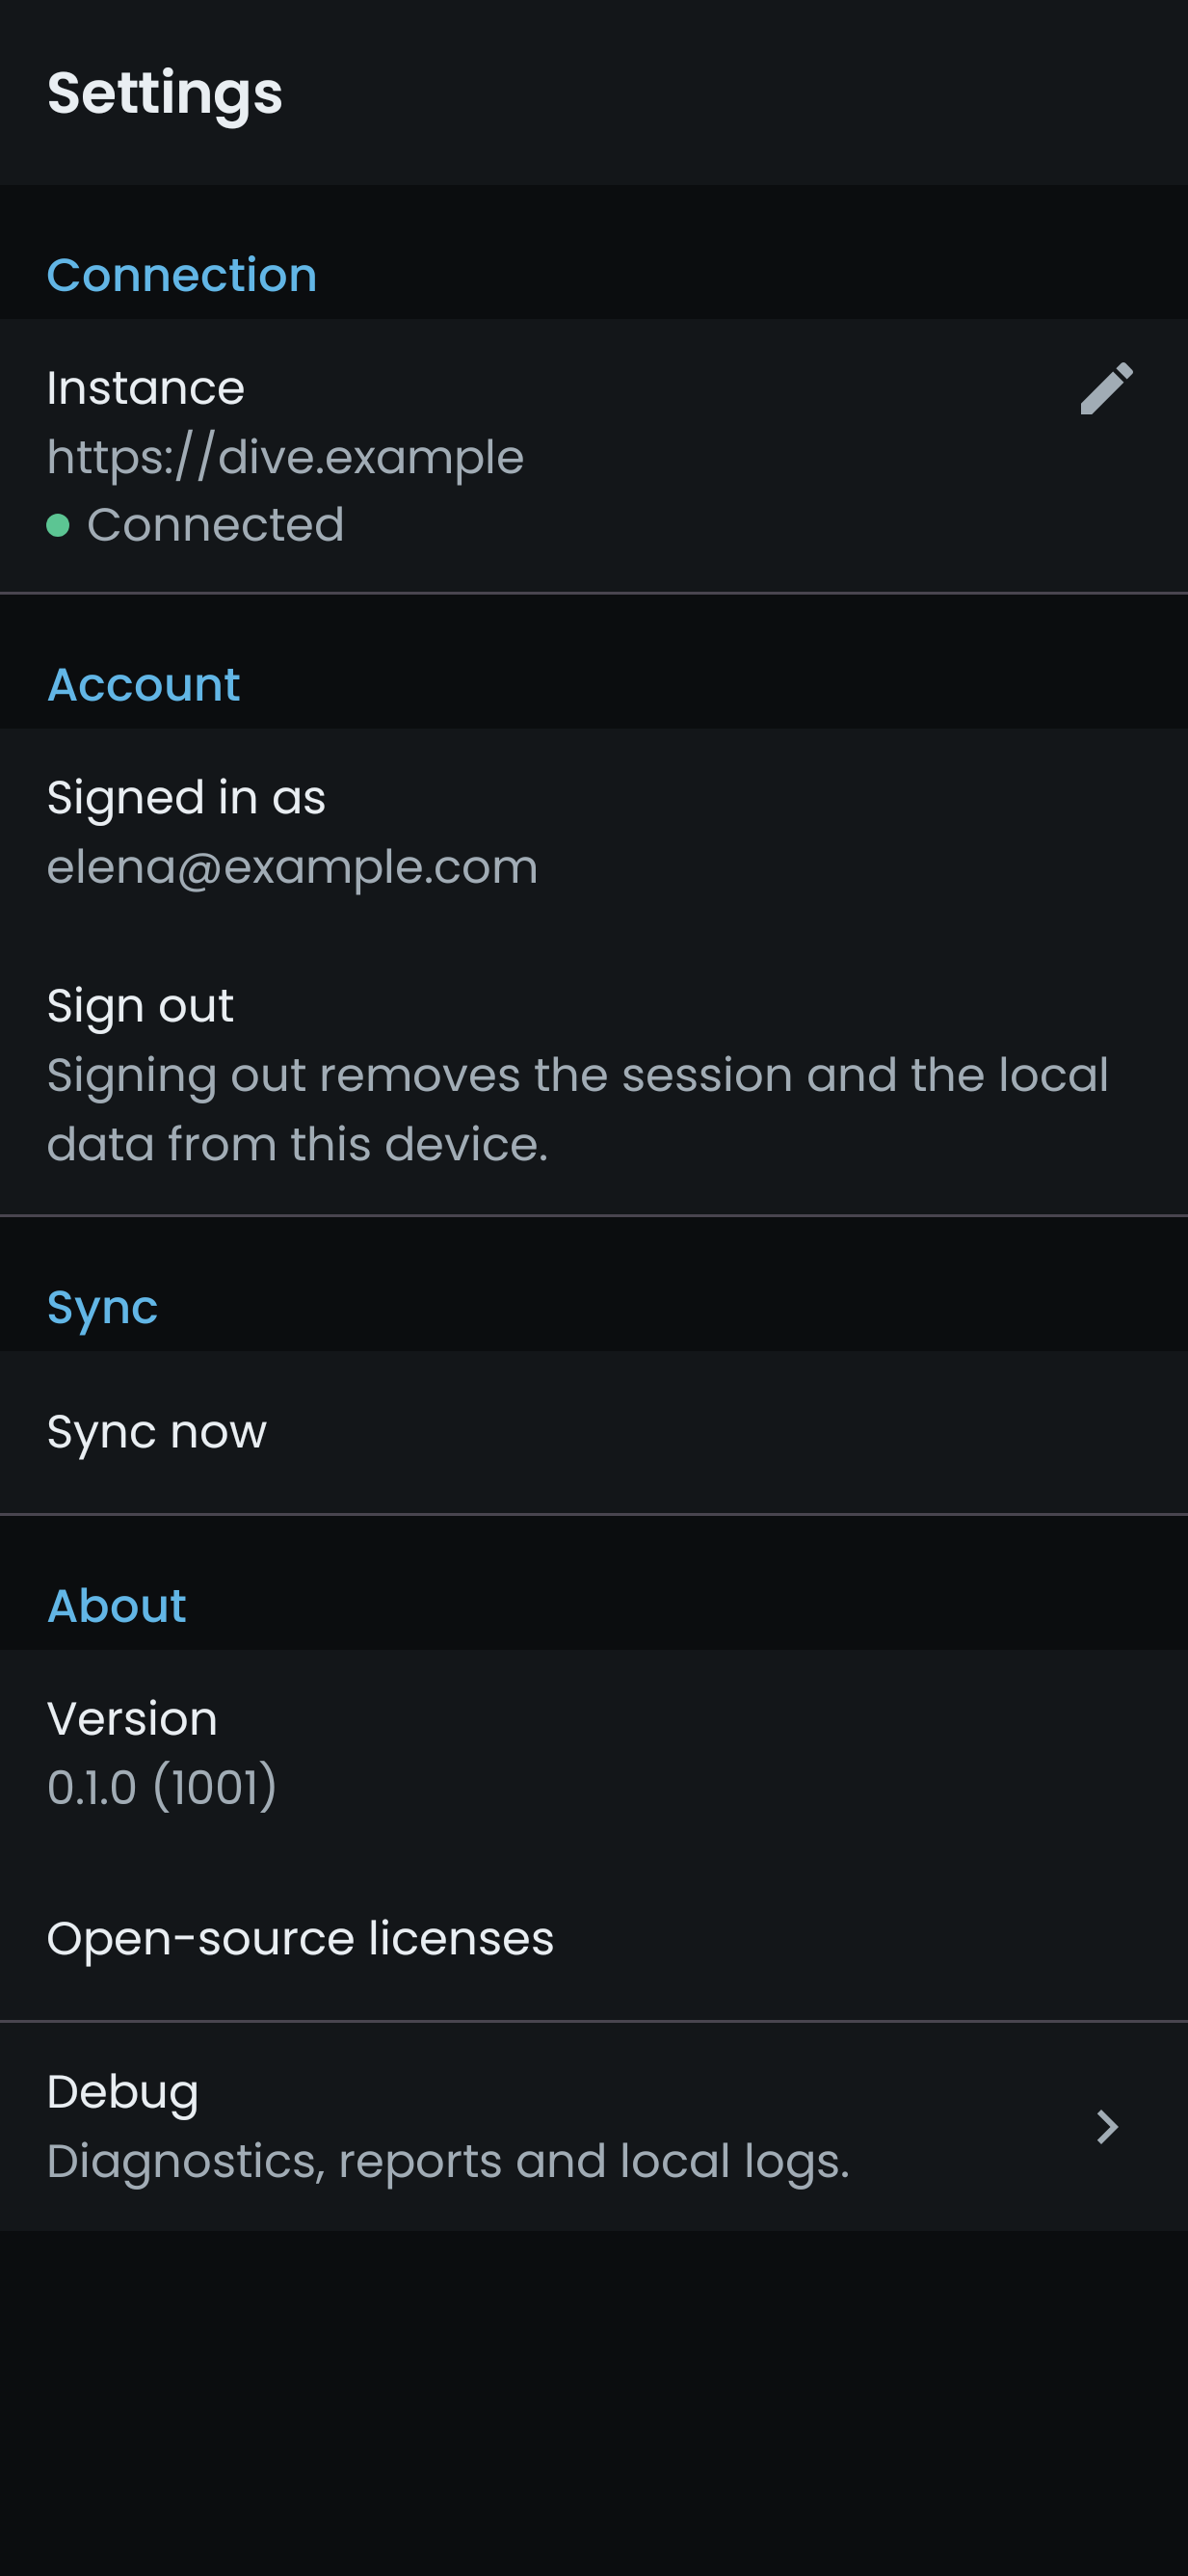 Settings
Connection
Instance
https://dive.example
Connected
Account
Signed in as
elena@example.com
Sign out
Signing out removes the session and the local
data from this device.
Sync
Sync now
About
Version
0.1.0 (1001)
Open-source licenses
Debug
Diagnostics, reports and local logs.